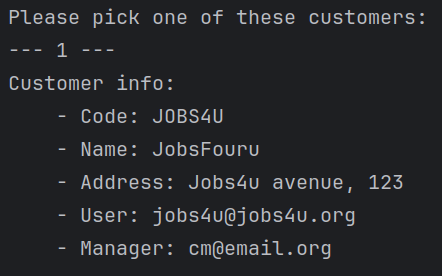 Please pick one of these customers:
--- 1 ---
Customer info:
- Code: JOBS4U
- Name: JobsFouru
- Address: Jobs4u avenue, 123
- User: jobs4u@jobs4u.org
- Manager: cm@email.org